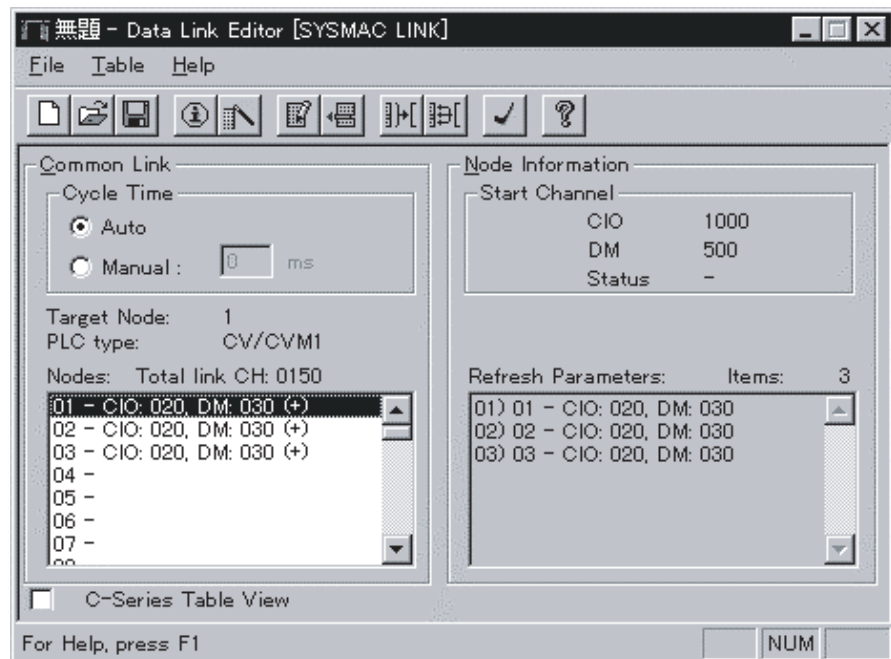 無題 - Data Link Editor [SYSMAC LINK]
File Table Help
Common Link
Cycle Time
Auto
Manual : 0 ms
Target Node: 1
PLC type: CV/CVM1
Nodes: Total link CH: 0150
01 - CIO: 020, DM: 030 (+)
02 - CIO: 020, DM: 030 (+)
03 - CIO: 020, DM: 030 (+)
04 -
05 -
06 -
07 -
C-Series Table View
Node Information
Start Channel
CIO 1000
DM 500
Status -
Refresh Parameters: Items: 3
01) 01 - CIO: 020, DM: 030
02) 02 - CIO: 020, DM: 030
03) 03 - CIO: 020, DM: 030
For Help, press F1
NUM